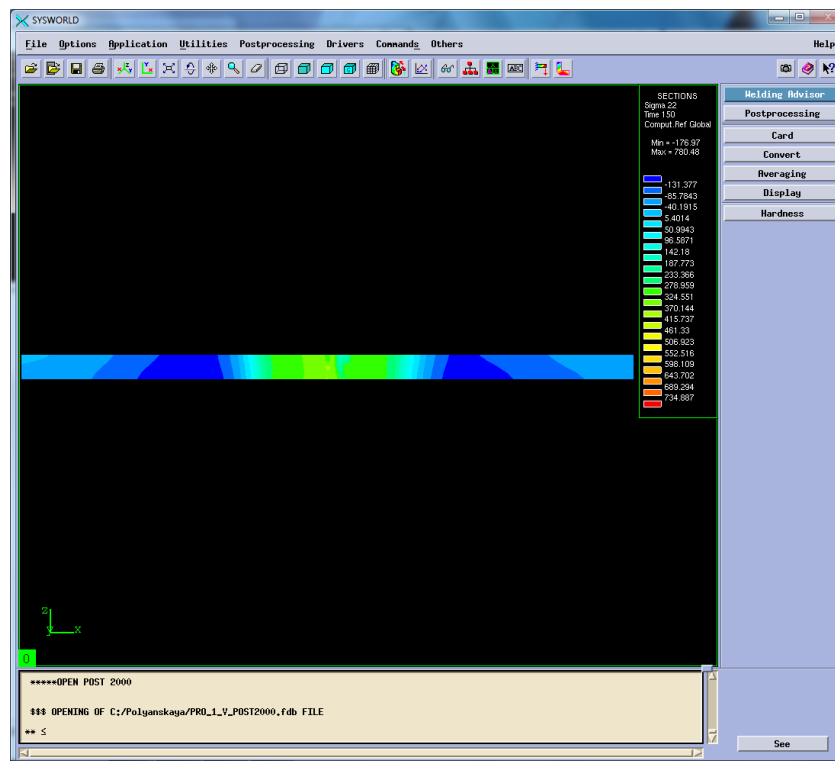 SYSWORLD
File Options Application Utilities Postprocessing Drivers Commands Others Help
ABC
SECTIONS
Sigma 22
Time 150
Comput.Ref Global
Min = -176.97
Max = 780.48
-131.377
-85.7843
-40.1915
5.4014
50.9943
96.5871
142.18
187.773
233.366
278.959
324.551
370.144
415.737
461.33
506.923
552.516
598.109
643.702
689.294
734.887
Welding Advisor
Postprocessing
Card
Convert
Averaging
Display
Hardness
z
y x
0
*****OPEN POST 2000
$$$ OPENING OF C:/Polyanskaya/PRO_1_V_POST2000.fdb FILE
** ≤
See